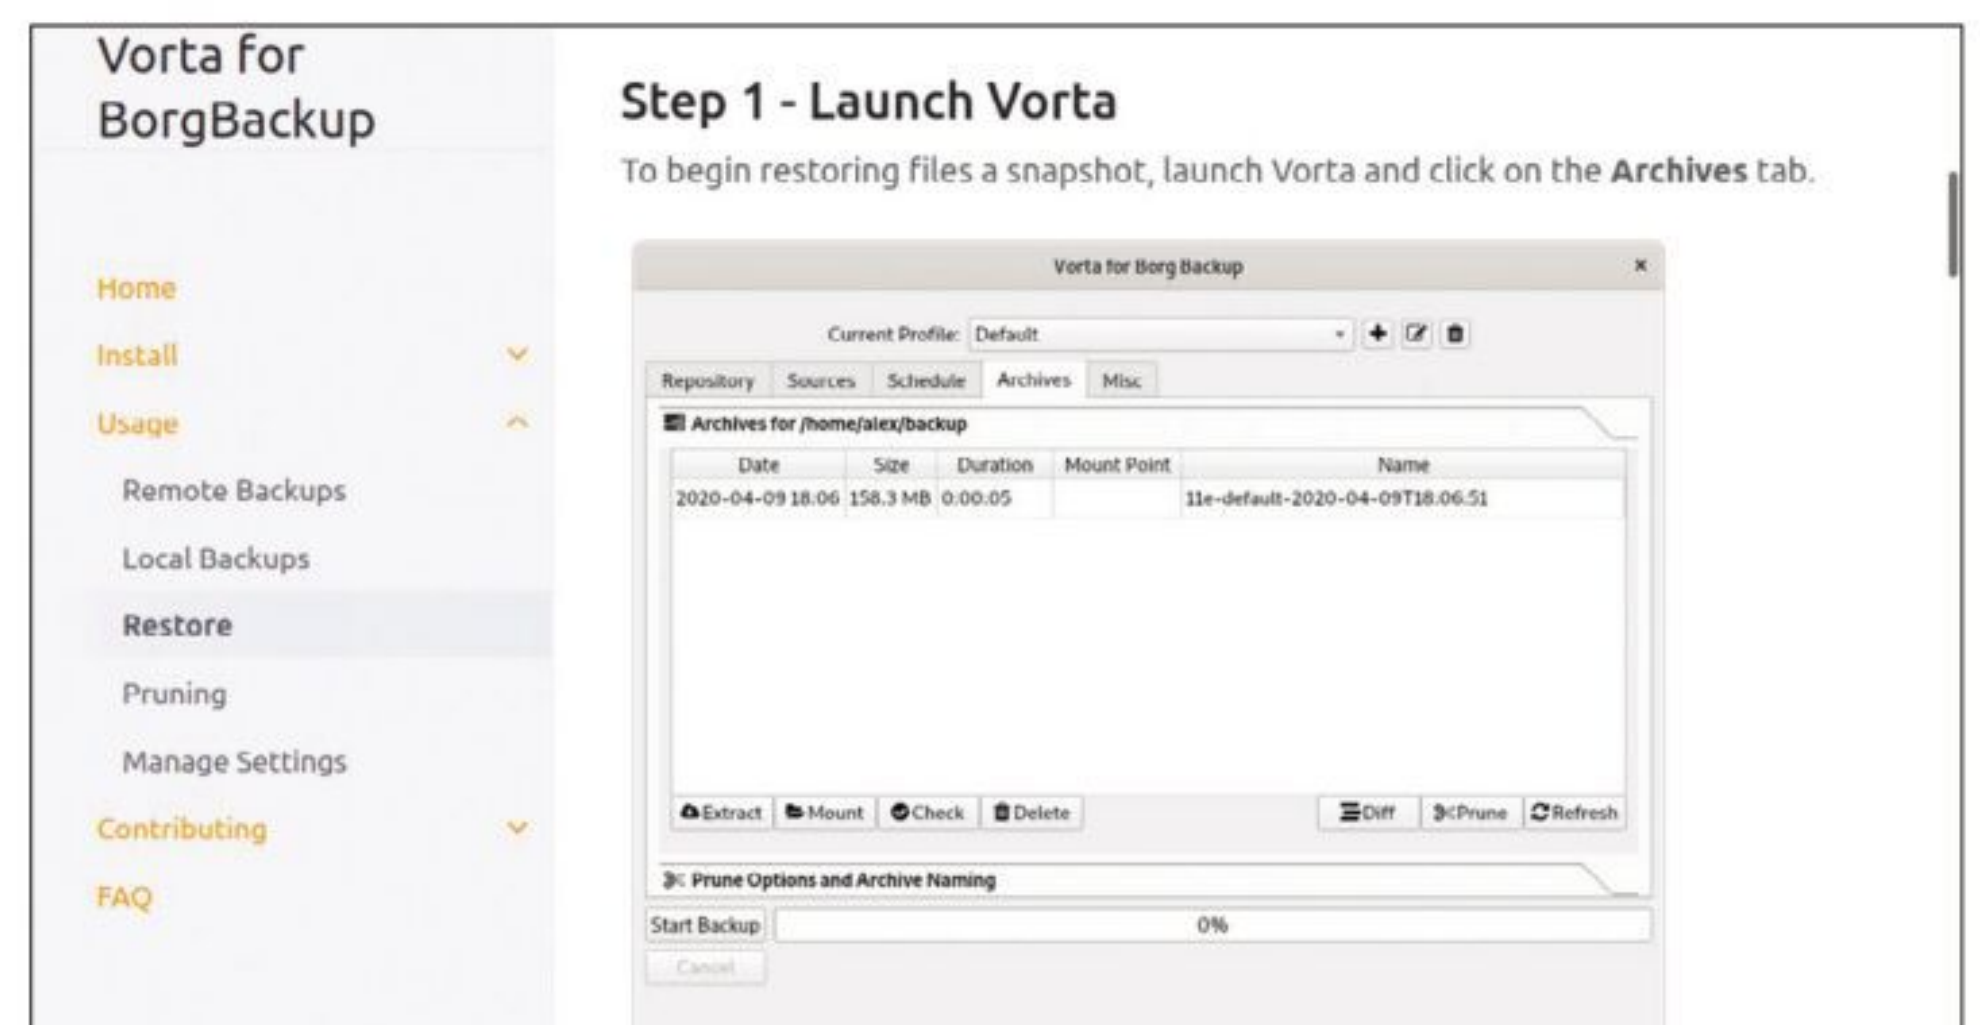 Vorta for
BorgBackup
Home
Install
Usage
Remote Backups
Local Backups
Restore
Pruning
Manage Settings
Contributing
FAQ
Step 1 - Launch Vorta
To begin restoring files a snapshot, launch Vorta and click on the Archives tab.
Vorta for Borg Backup
Current Profile: Default
Repository Sources Schedule Archives Misc
Archives for /home/alex/backup
Date Size Duration Mount Point Name
2020-04-09 18.06 158.3 MB 0:00.05 11e-default-2020-04-09T18.06.51
Extract Mount Check Delete Diff Prune Refresh
Prune Options and Archive Naming
Start Backup 0%
Cancel